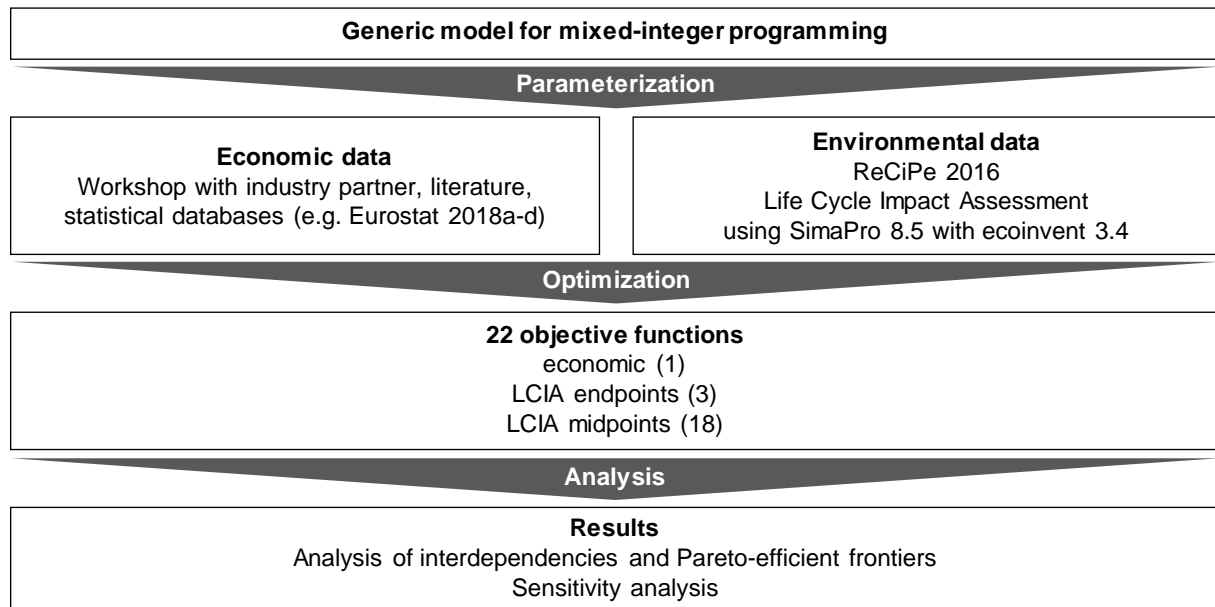 Generic model for mixed-integer programming
Parameterization
Economic data
Workshop with industry partner, literature,
statistical databases (e.g. Eurostat 2018a-d)
Environmental data
ReCiPe 2016
Life Cycle Impact Assessment
using SimaPro 8.5 with ecoinvent 3.4
Optimization
22 objective functions
economic (1)
LCIA endpoints (3)
LCIA midpoints (18)
Analysis
Results
Analysis of interdependencies and Pareto-efficient frontiers
Sensitivity analysis